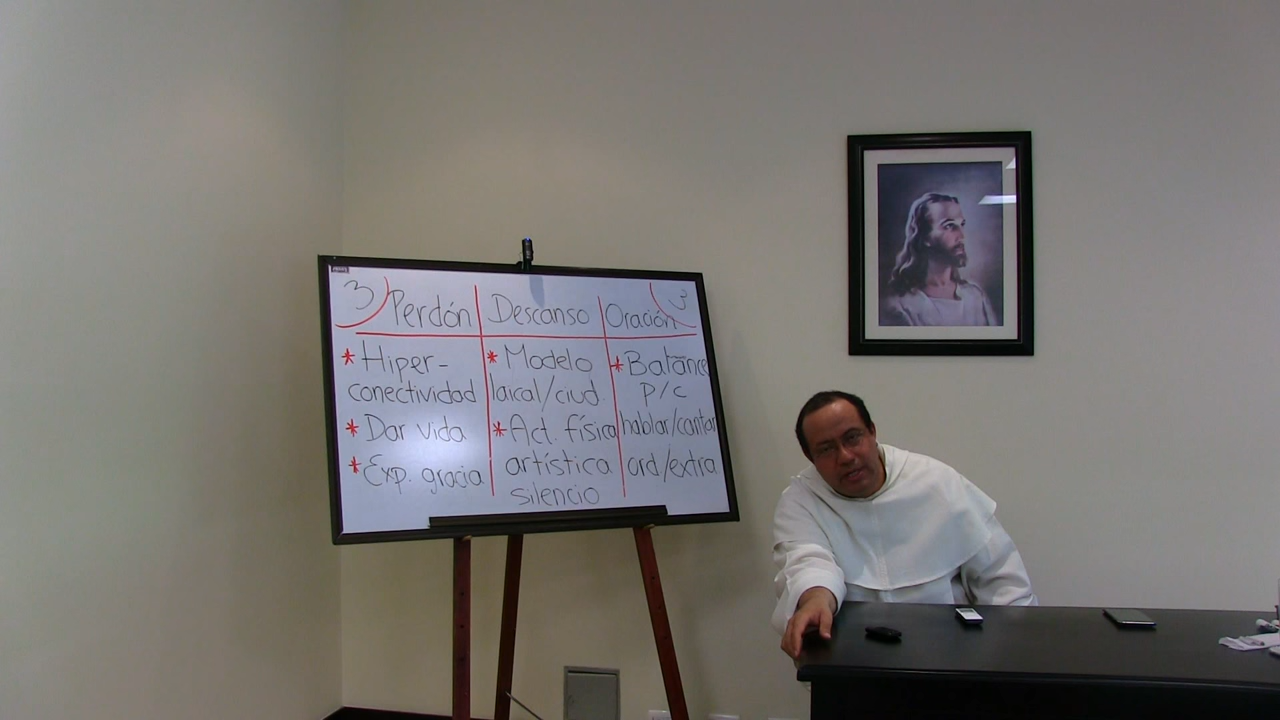 3 Perdón Descanso Oración 3
* Hiper-
conectividad
* Dar vida
* Exp. gracia
* Modelo
laical/ciud.
* Act. física
artística
silencio
* Balance
p/c
hablar/cantar
ord/extra